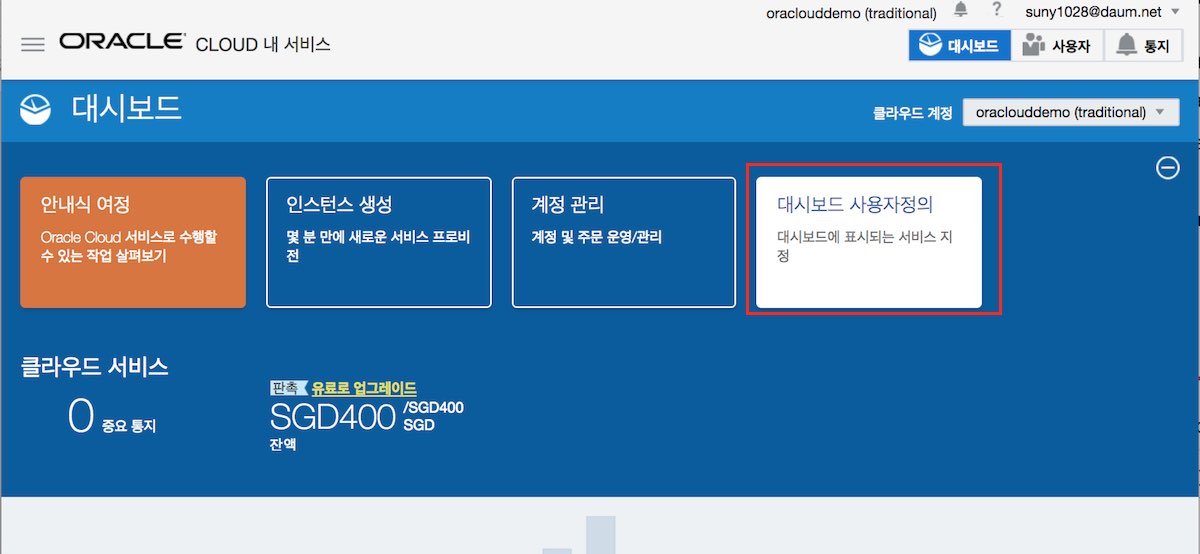 oraclouddemo (traditional) ? suny1028@daum.net
ORACLE CLOUD 내 서비스
대시보드 사용자 통지
대시보드
클라우드 계정 oraclouddemo (traditional)
안내식 여정
Oracle Cloud 서비스로 수행할
수 있는 작업 살펴보기
인스턴스 생성
몇 분 만에 새로운 서비스 프로비
전
계정 관리
계정 및 주문 운영/관리
대시보드 사용자정의
대시보드에 표시되는 서비스 지
정
클라우드 서비스
0 중요 통지
판촉 유료로 업그레이드
SGD400 /SGD400
SGD
잔액